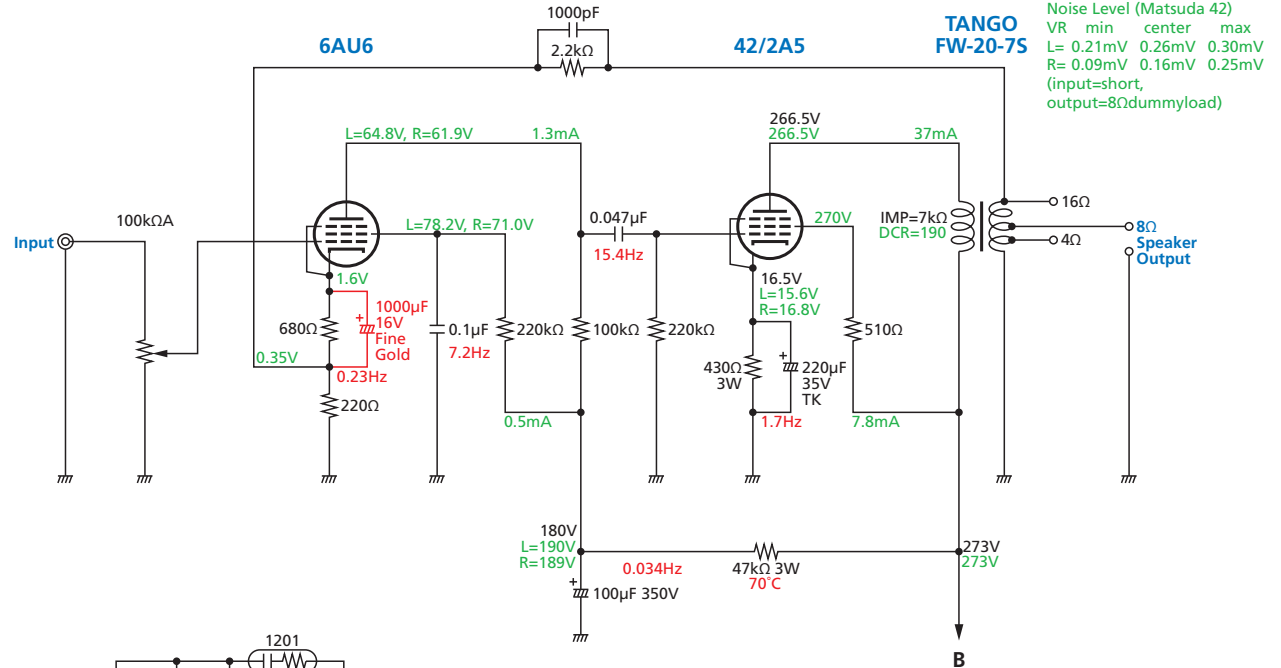 1000pF
2.2kΩ
6AU6
42/2A5
TANGO
FW-20-7S
Noise Level (Matsuda 42)
VR min center max
L= 0.21mV 0.26mV 0.30mV
R= 0.09mV 0.16mV 0.25mV
(input=short,
output=8Ωdummyload)
L=64.8V, R=61.9V
1.3mA
266.5V
266.5V
37mA
100kΩA
Input
L=78.2V, R=71.0V
0.047µF
15.4Hz
270V
IMP=7kΩ
DCR=190
16Ω
8Ω
Speaker
Output
4Ω
1.6V
16.5V
L=15.6V
R=16.8V
680Ω
+
1000µF
16V
Fine
Gold
0.1µF
7.2Hz
220kΩ
100kΩ
220kΩ
510Ω
0.35V
0.23Hz
430Ω
3W
+
220µF
35V
TK
220Ω
0.5mA
1.7Hz
7.8mA
180V
L=190V
R=189V
0.034Hz
47kΩ 3W
70°C
273V
273V
+
100µF 350V
1201
B